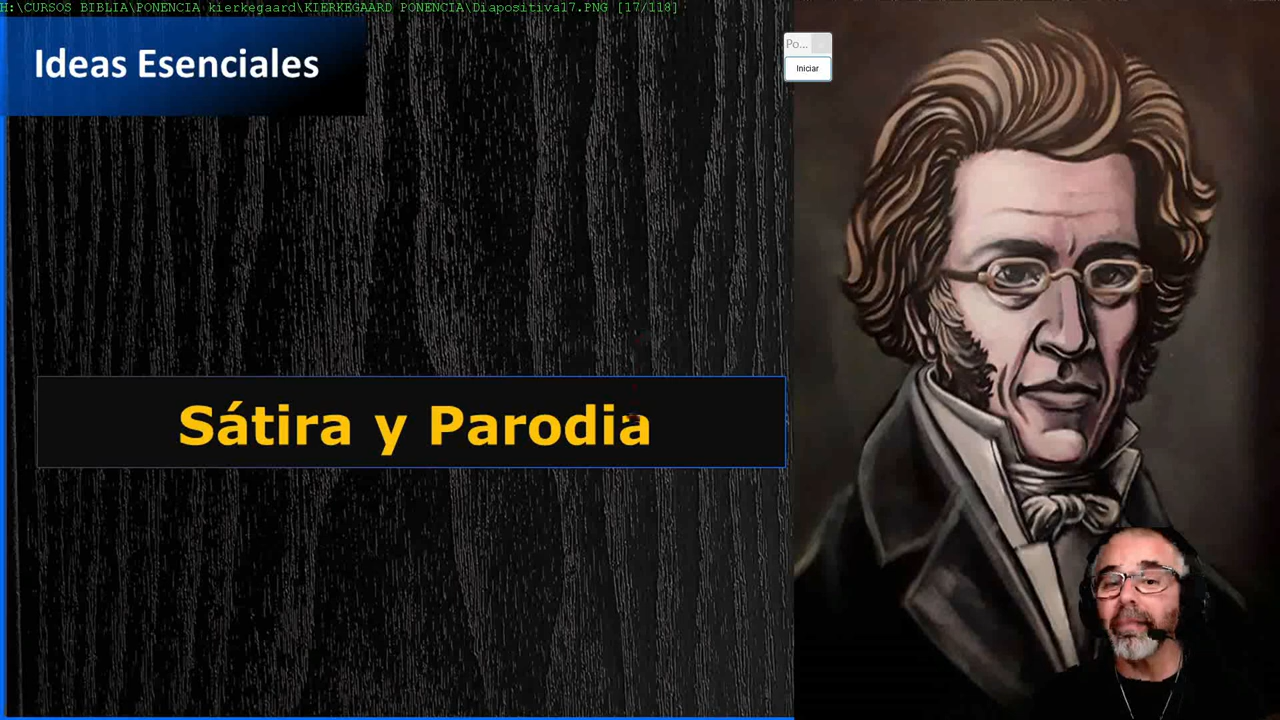 H:\CURSOS BIBLIA\PONENCIA kierkegaard\KIERKEGAARD PONENCIA\Diapositiva17.PNG [17/118]
Ideas Esenciales
Po...
Iniciar
Sátira y Parodia